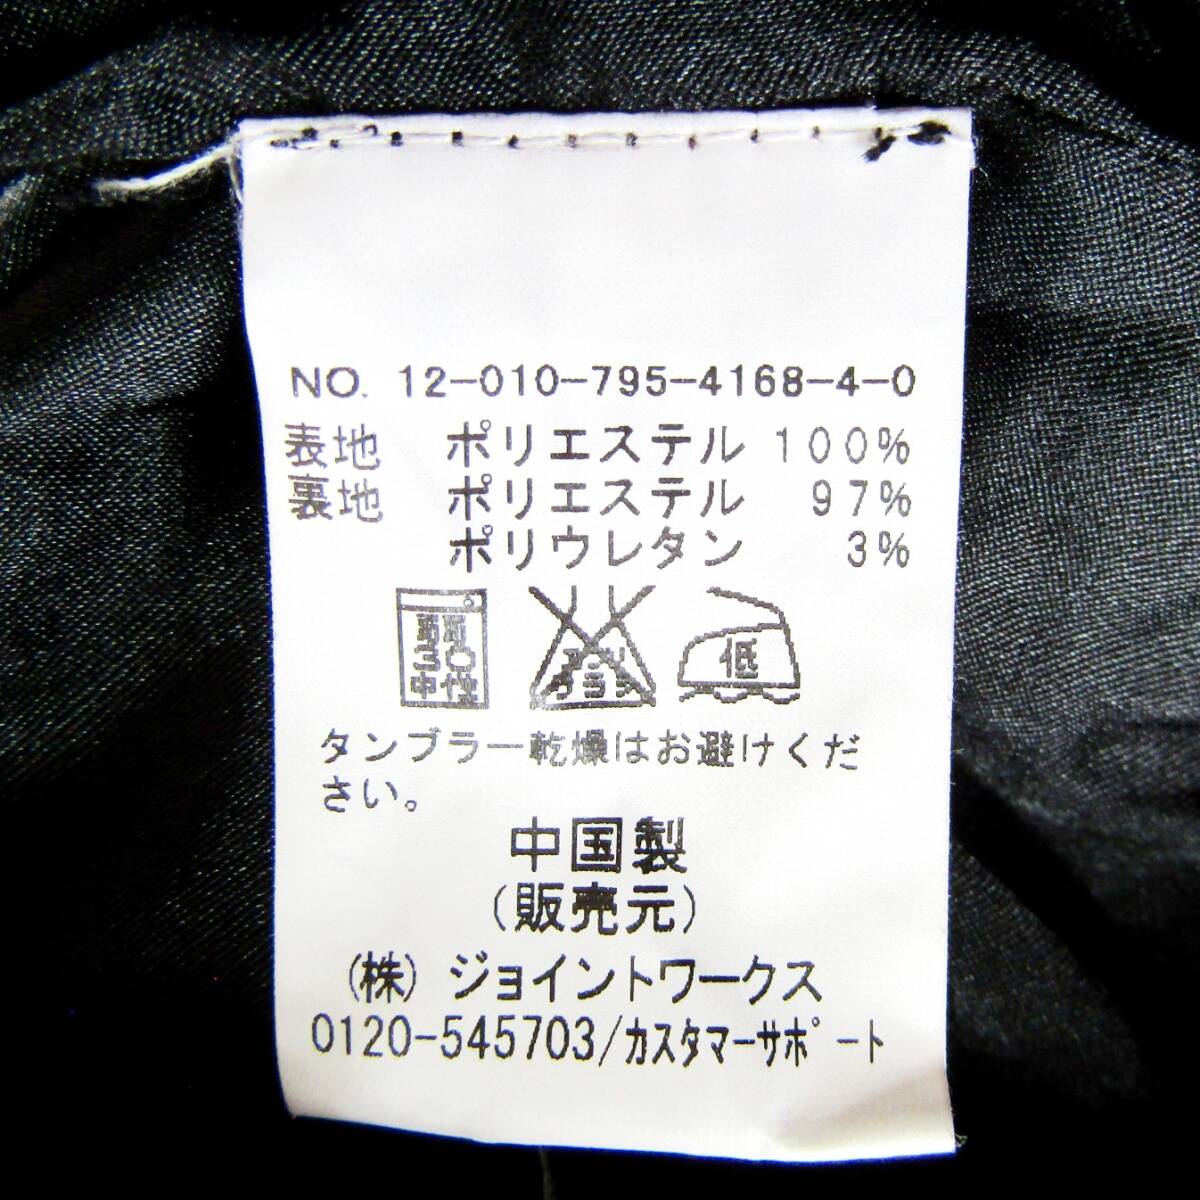 NO. 12-010-795-4168-4-0
表地 ポリエステル 100%
裏地 ポリエステル 97%
ポリウレタン 3%
弱 30 中性
低
タンブラー乾燥はお避けくだ
さい。
中国製
(販売元)
(株) ジョイントワークス
0120-545703/カスタマーサポート